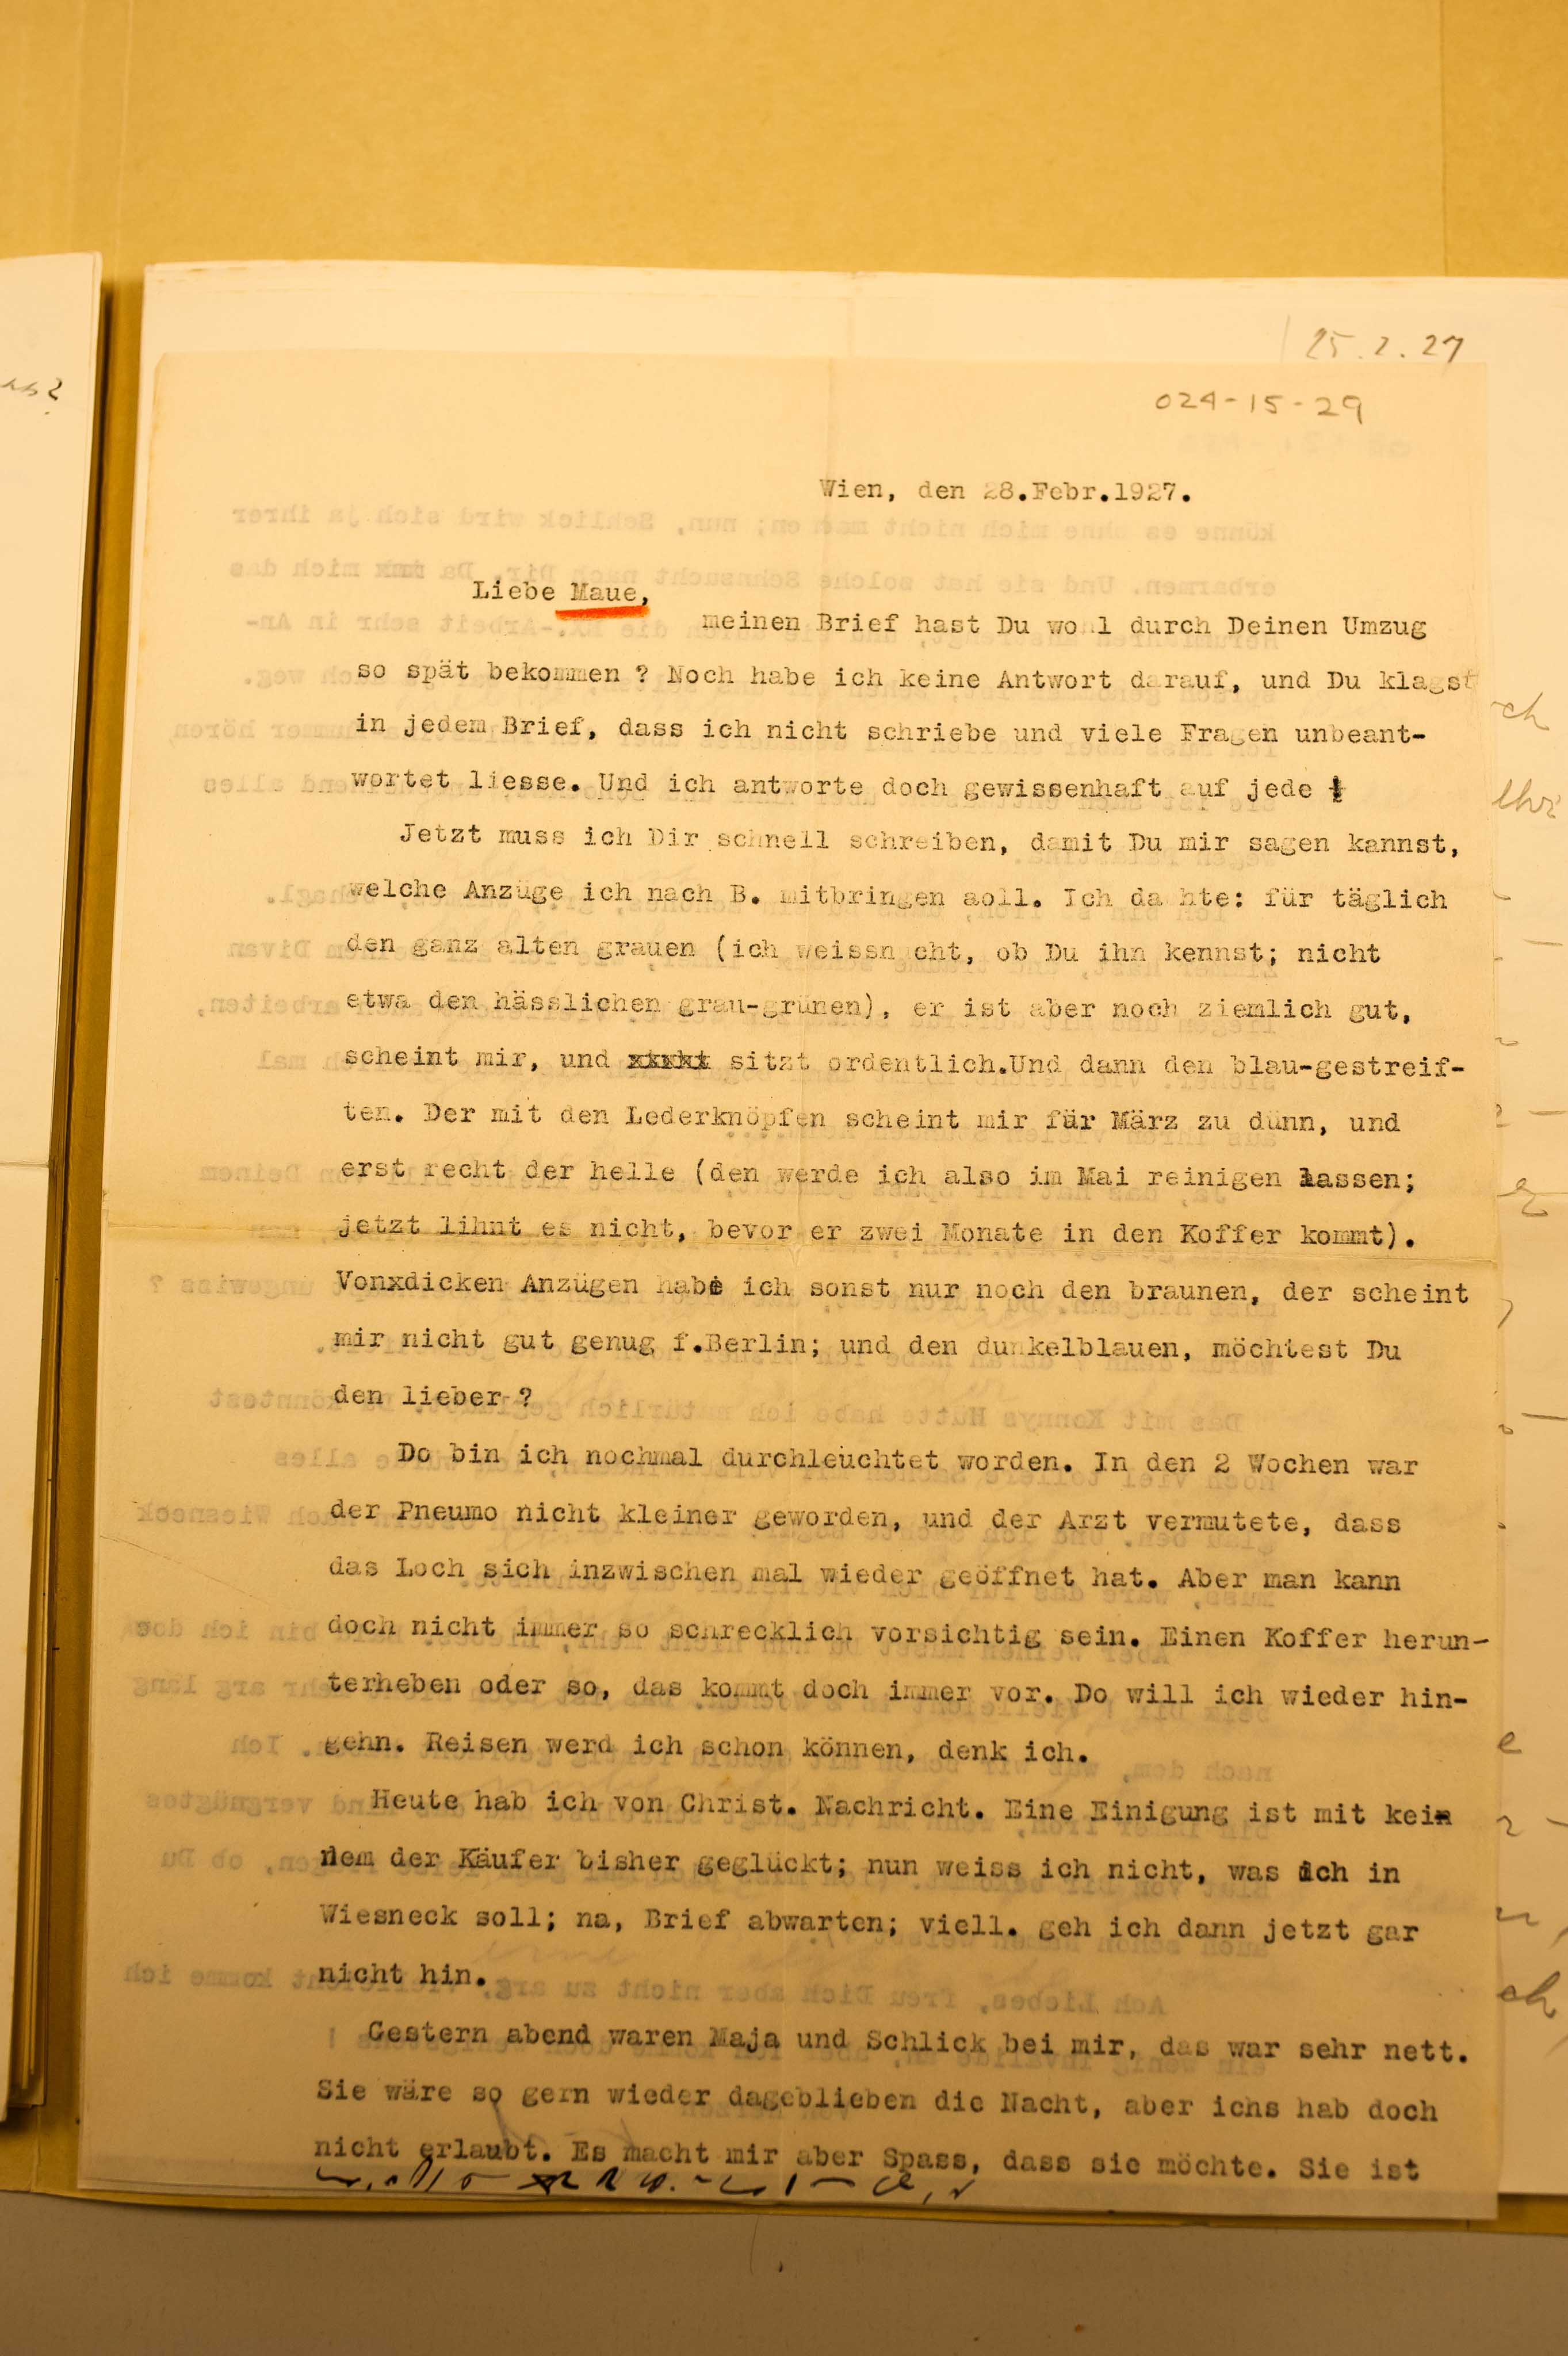 25.2.27
024-15-29
Wien, den 28.Febr.1927.
Liebe Maue,
meinen Brief hast Du wohl durch Deinen Umzug
so spät bekommen ? Noch habe ich keine Antwort darauf, und Du klagst
in jedem Brief, dass ich nicht schriebe und viele Fragen unbeant-
wortet liesse. Und ich antworte doch gewissenhaft auf jede !
Jetzt muss ich Dir schnell schreiben, damit Du mir sagen kannst,
welche Anzüge ich nach B. mitbringen aoll. Ich da hte: für täglich
den ganz alten grauen (ich weissn cht, ob Du ihn kennst; nicht
etwa den hässlichen grau-grünen), er ist aber noch ziemlich gut,
scheint mir, und xxxxx sitzt ordentlich.Und dann den blau-gestreif-
ten. Der mit den Lederknöpfen scheint mir für März zu dünn, und
erst recht der helle (den werde ich also im Mai reinigen lassen;
jetzt lihnt es nicht, bevor er zwei Monate in den Koffer kommt).
Vonxdicken Anzügen habe ich sonst nur noch den braunen, der scheint
mir nicht gut genug f.Berlin; und den dunkelblauen, möchtest Du
den lieber ?
Do bin ich nochmal durchleuchtet worden. In den 2 Wochen war
der Pneumo nicht kleiner geworden, und der Arzt vermutete, dass
das Loch sich inzwischen mal wieder geöffnet hat. Aber man kann
doch nicht immer so schrecklich vorsichtig sein. Einen Koffer herun-
terheben oder so, das kommt doch immer vor. Do will ich wieder hin-
gehn. Reisen werd ich schon können, denk ich.
Heute hab ich von Christ. Nachricht. Eine Einigung ist mit kei-
nem der Käufer bisher geglückt; nun weiss ich nicht, was ich in
Wiesneck soll; na, Brief abwarten; viell. geh ich dann jetzt gar
nicht hin.
Gestern abend waren Maja und Schlick bei mir, das war sehr nett.
Sie wäre so gern wieder dageblieben die Nacht, aber ichs hab doch
nicht erlaubt. Es macht mir aber Spass, dass sie möchte. Sie ist